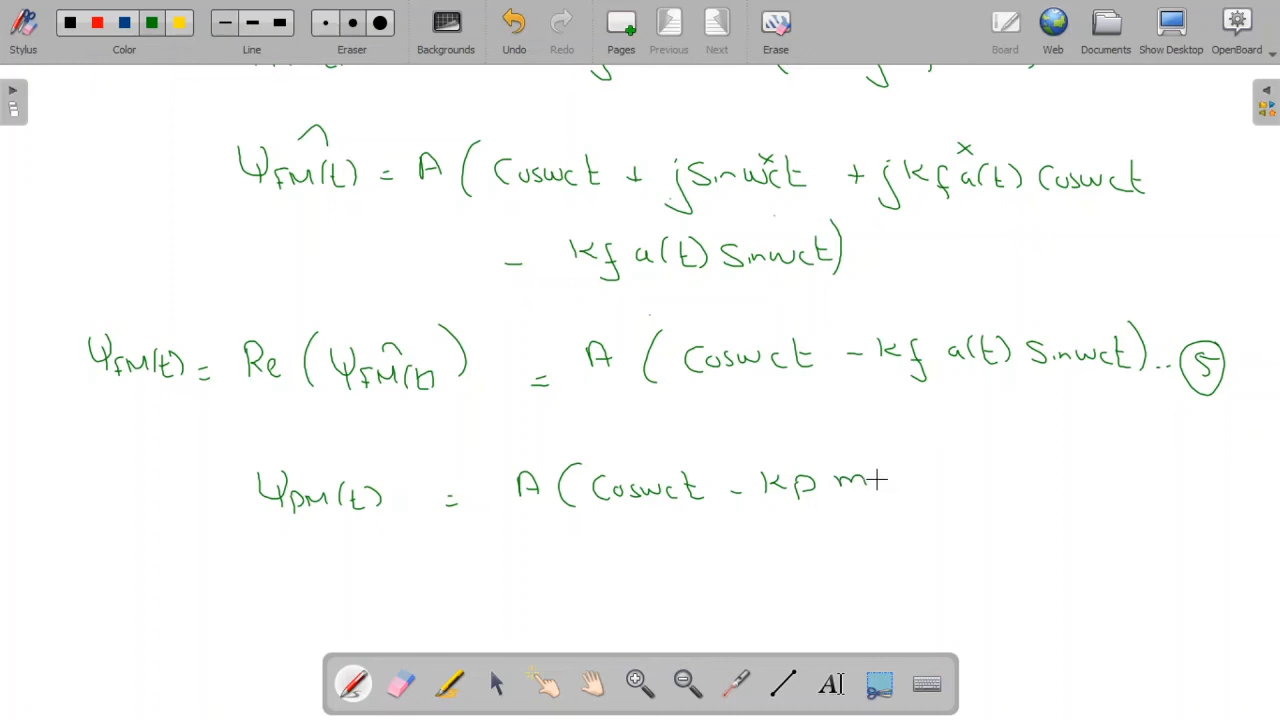 Stylus Color Line Eraser Backgrounds Undo Redo Pages Previous Next Erase Board Web Documents Show Desktop OpenBoard
ΨFM(t) = A ( Cosωct + jSinωct + jkf a(t) Cosωct
- kf a(t) Sinωct)
ΨFM(t) = Re ( ΨFM(t) ) = A ( Cosωct - kf a(t) Sinωct) .. 5
ΨPM(t) = A ( Cosωct - kp m